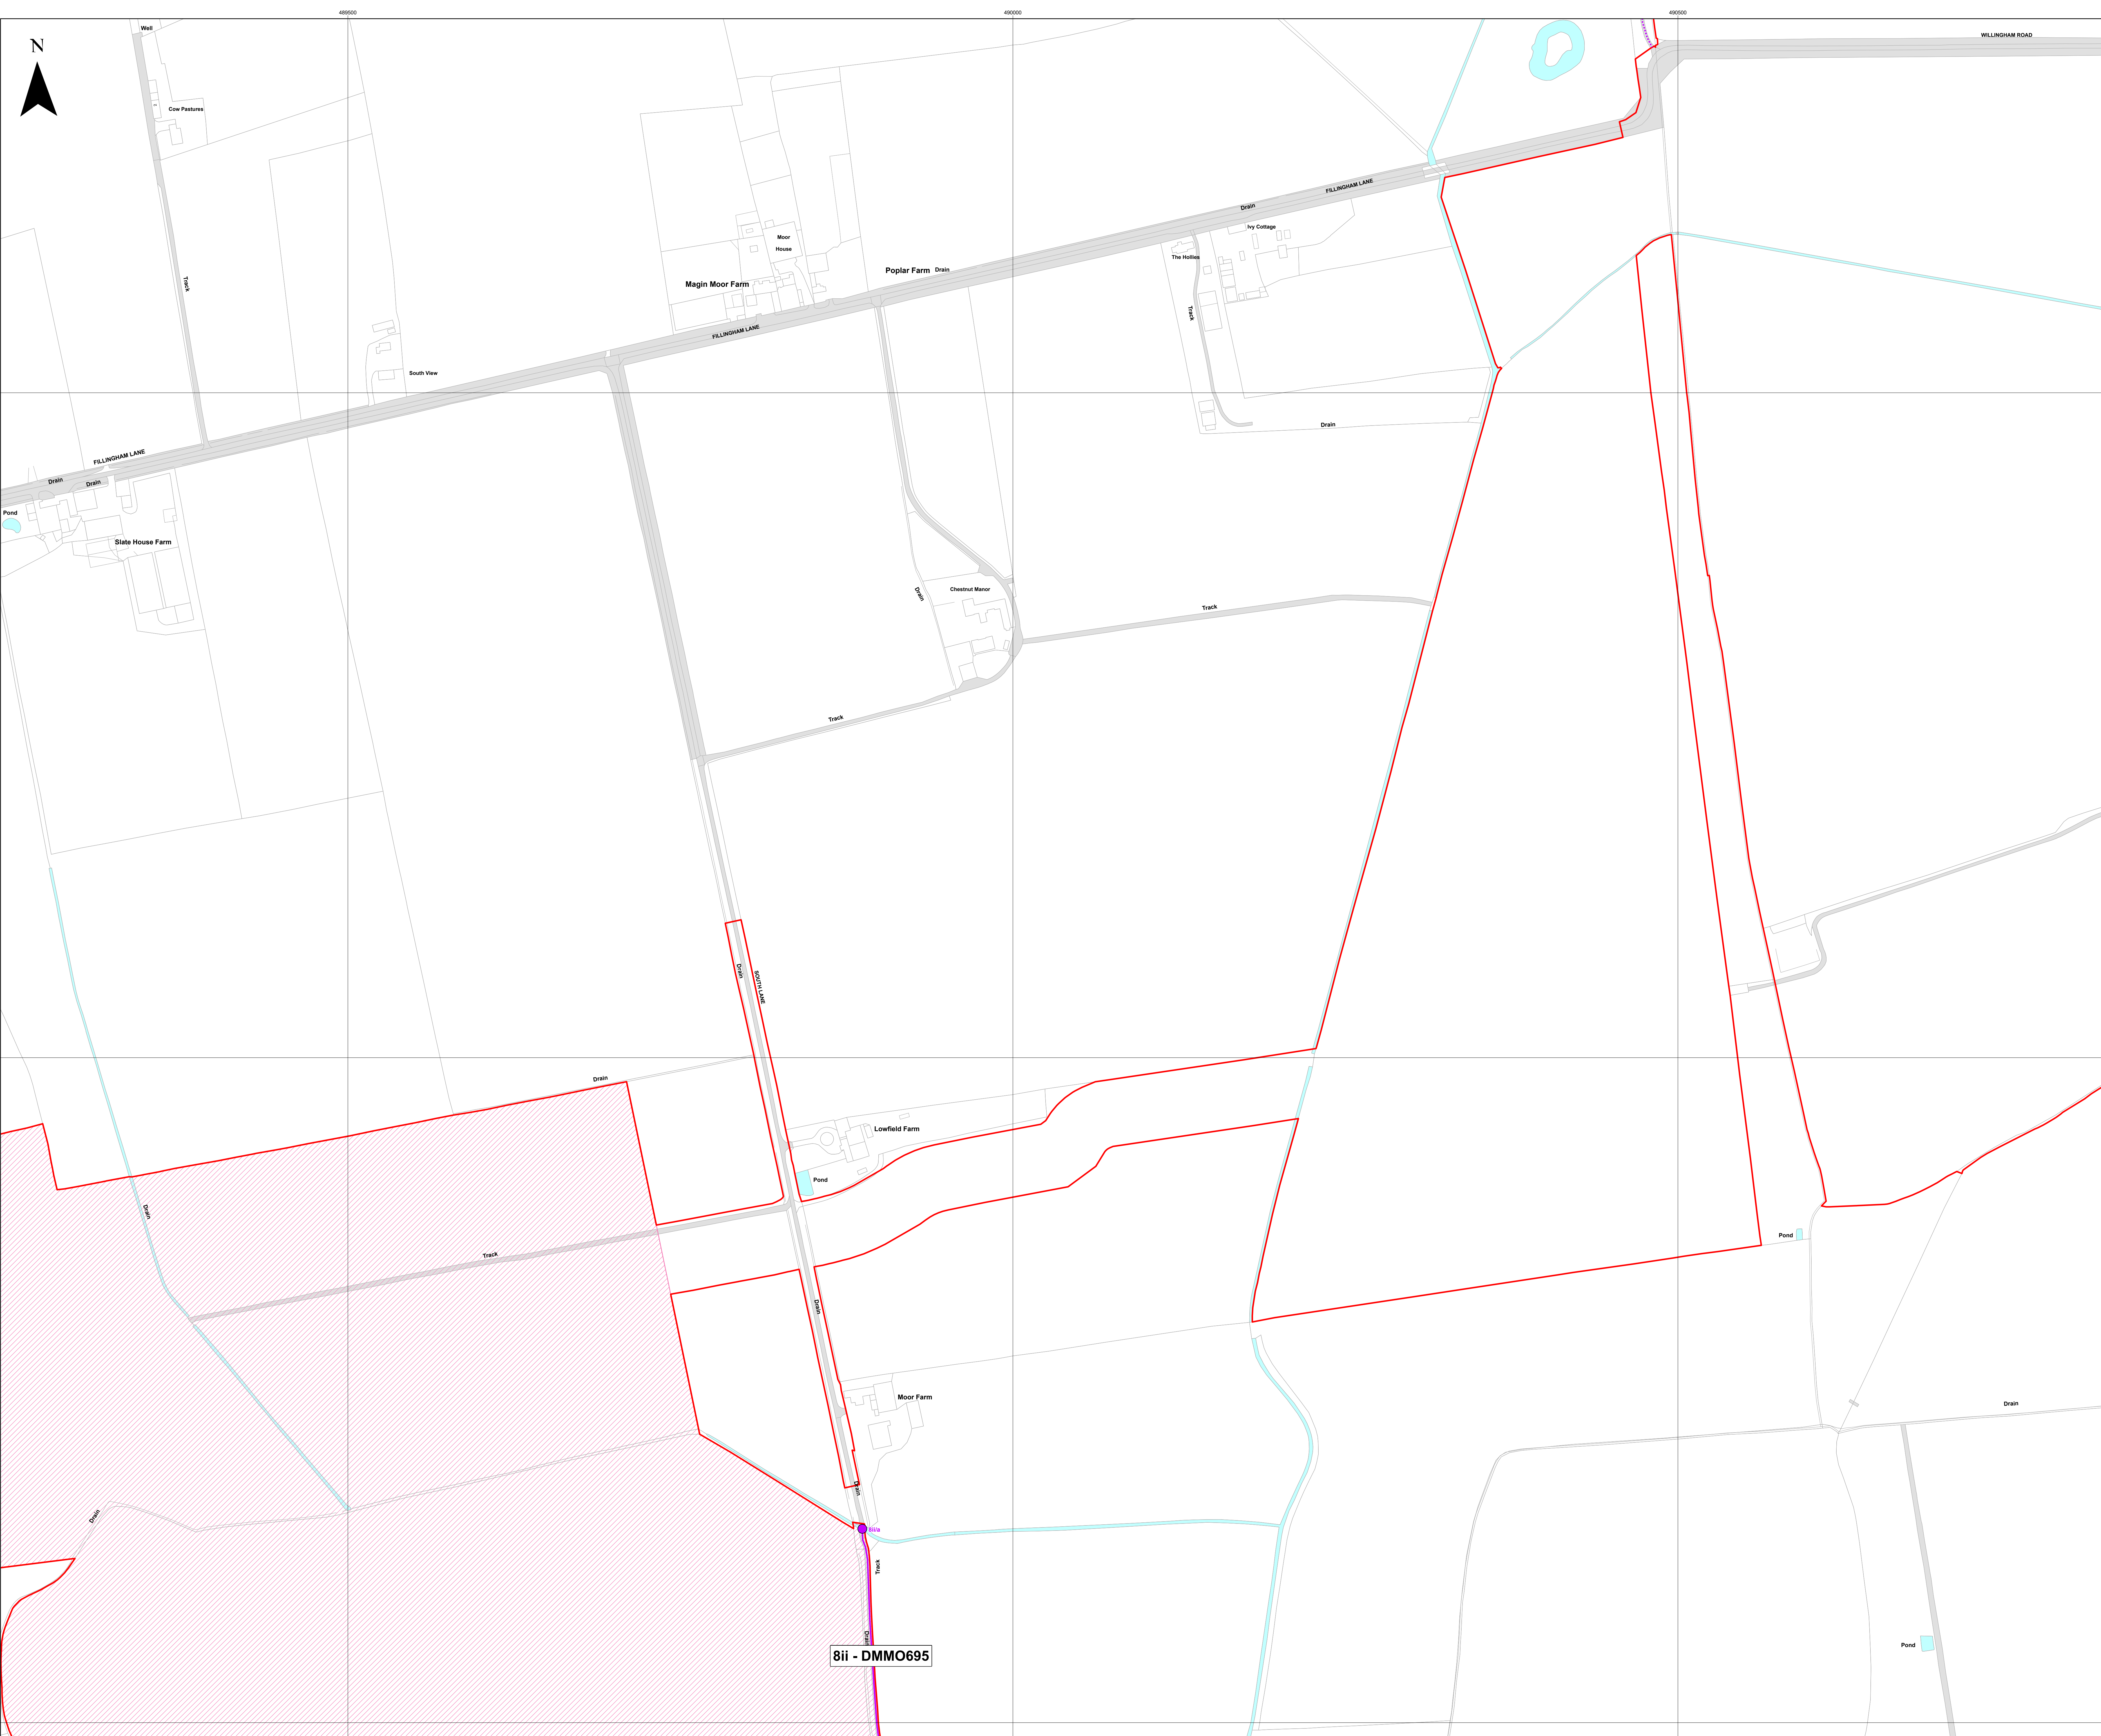 489500
490000
490500
N
Well
WILLINGHAM ROAD
Cow Pastures
FILLINGHAM LANE
Drain
Ivy Cottage
Moor
House
The Hollies
Poplar Farm
Drain
Magin Moor Farm
Track
Track
FILLINGHAM LANE
South View
Drain
FILLINGHAM LANE
Drain
Drain
Pond
Slate House Farm
Chestnut Manor
Drain
Track
Track
Drain
SOUTH LANE
Drain
Lowfield Farm
Pond
Drain
Pond
Track
Drain
Moor Farm
Drain
Drain
Drain
8ii/a
Track
Drain
Pond
8ii - DMMO695